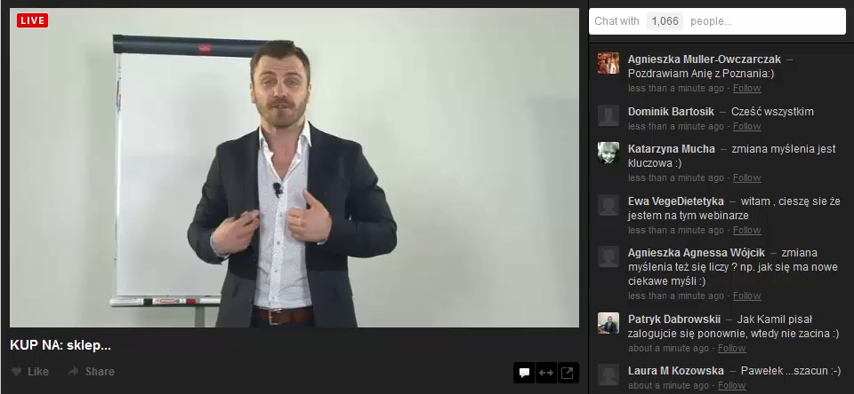 LIVE
KUP NA: sklep...
Like Share
Chat with 1,066 people...
Agnieszka Muller-Owczarczak –
Pozdrawiam Anię z Poznania:)
less than a minute ago · Follow
Dominik Bartosik – Cześć wszystkim
less than a minute ago · Follow
Katarzyna Mucha – zmiana myślenia jest
kluczowa :)
less than a minute ago · Follow
Ewa VegeDietetyka – witam , cieszę sie że
jestem na tym webinarze
less than a minute ago · Follow
Agnieszka Agnessa Wójcik – zmiana
myślenia też się liczy ? np. jak się ma nowe
ciekawe myśli :)
less than a minute ago · Follow
Patryk Dabrowskii – Jak Kamil pisał
zalogujcie się ponownie, wtedy nie zacina :)
about a minute ago · Follow
Laura M Kozowska – Pawełek ...szacun :-)
about a minute ago · Follow